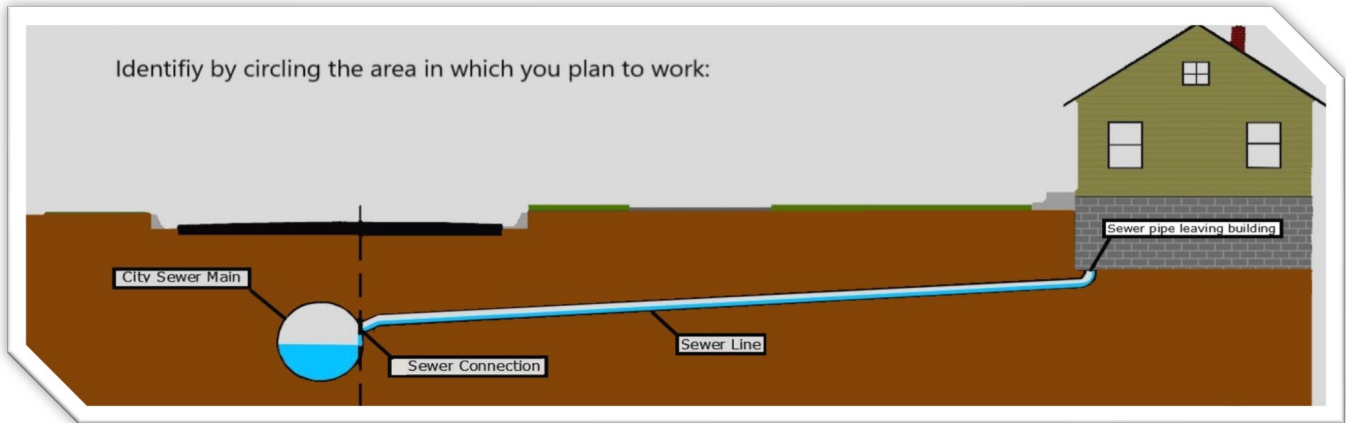 Identifiy by circling the area in which you plan to work:
Sewer pipe leaving building
City Sewer Main
Sewer Line
Sewer Connection